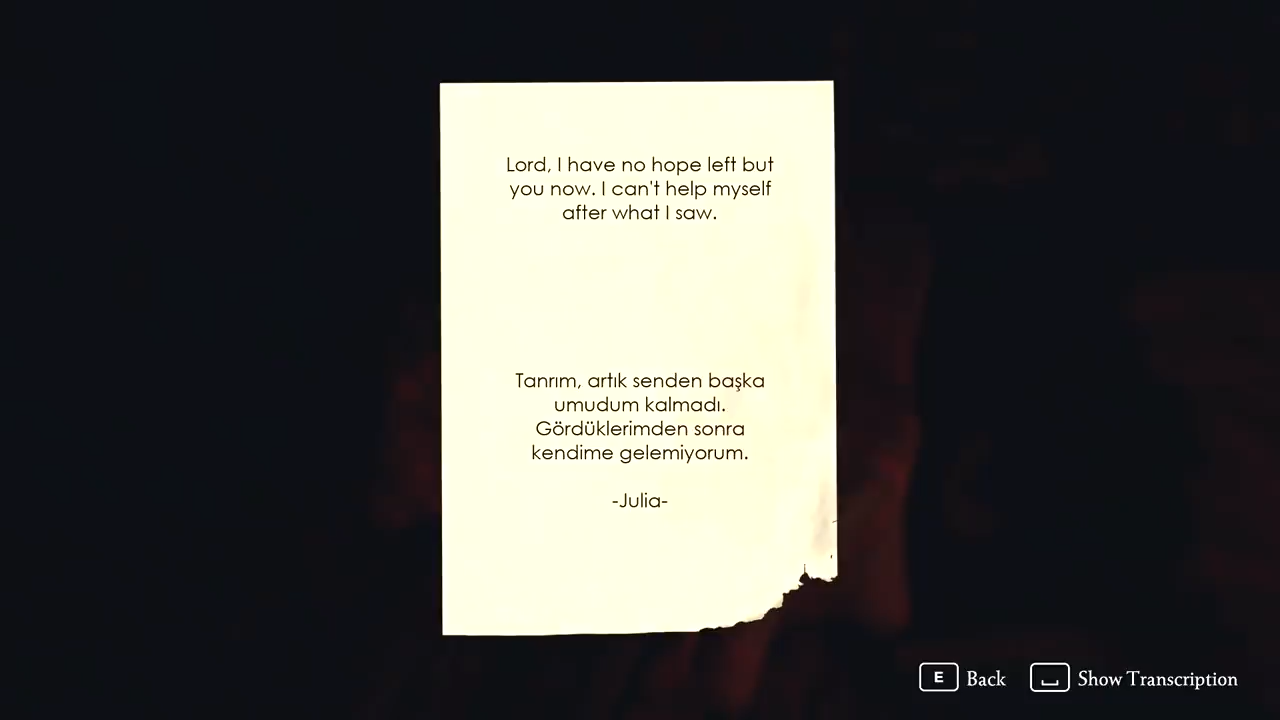 Lord, I have no hope left but
you now. I can't help myself
after what I saw.
Tanrım, artık senden başka
umudum kalmadı.
Gördüklerimden sonra
kendime gelemiyorum.
-Julia-
E Back Show Transcription